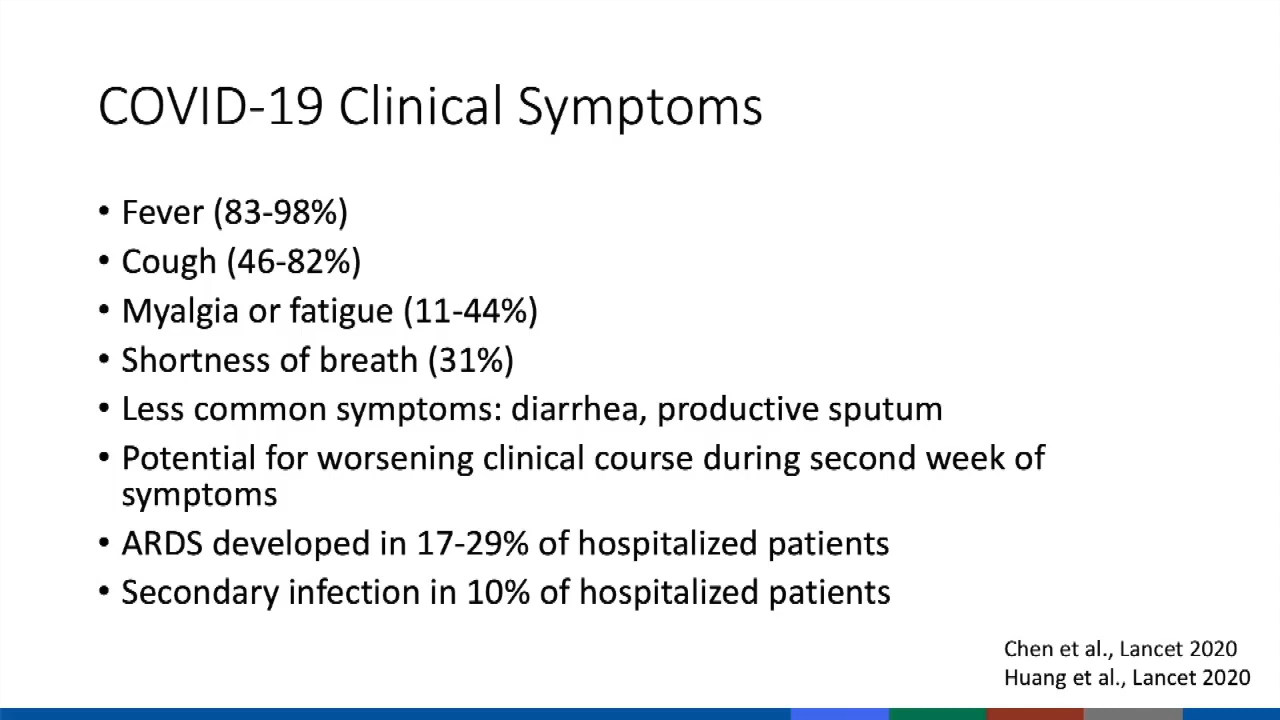 COVID-19 Clinical Symptoms
• Fever (83-98%)
• Cough (46-82%)
• Myalgia or fatigue (11-44%)
• Shortness of breath (31%)
• Less common symptoms: diarrhea, productive sputum
• Potential for worsening clinical course during second week of
symptoms
• ARDS developed in 17-29% of hospitalized patients
• Secondary infection in 10% of hospitalized patients
Chen et al., Lancet 2020
Huang et al., Lancet 2020